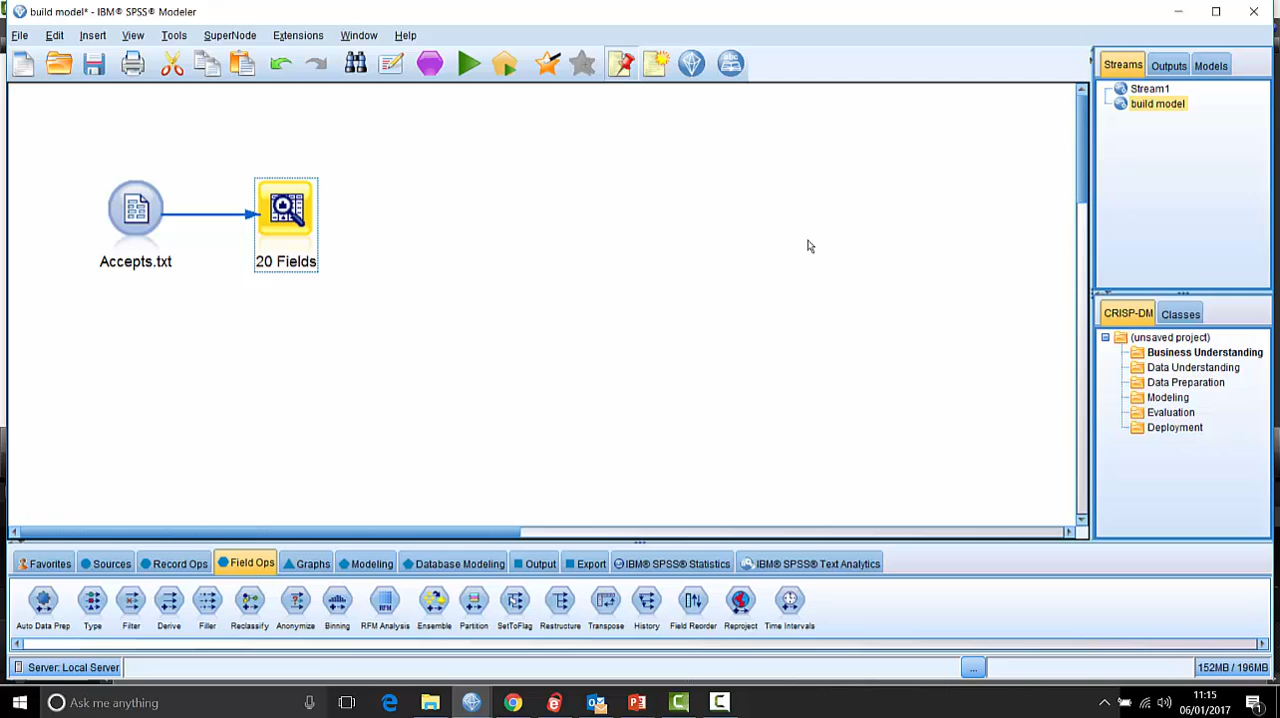 build model* - IBM® SPSS® Modeler
File Edit Insert View Tools SuperNode Extensions Window Help
Streams Outputs Models
Stream1
build model
Accepts.txt
20 Fields
CRISP-DM Classes
(unsaved project)
Business Understanding
Data Understanding
Data Preparation
Modeling
Evaluation
Deployment
Favorites Sources Record Ops Field Ops Graphs Modeling Database Modeling Output Export IBM® SPSS® Statistics IBM® SPSS® Text Analytics
Auto Data Prep Type Filter Derive Filler Reclassify Anonymize Binning RFM Analysis Ensemble Partition SetToFlag Restructure Transpose History Field Reorder Reproject Time Intervals
Server: Local Server ... 152MB / 196MB
Ask me anything
11:15
06/01/2017